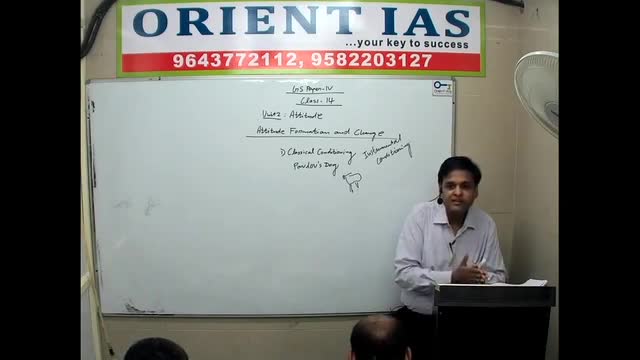 ORIENT IAS
...your key to success
9643772112, 9582203127
GS Paper-IV
Class-14
Unit 2 : Attitude
Attitude Formation and Change
1) Classical Conditioning
Instrumental
conditioning
Pavlov's Dog